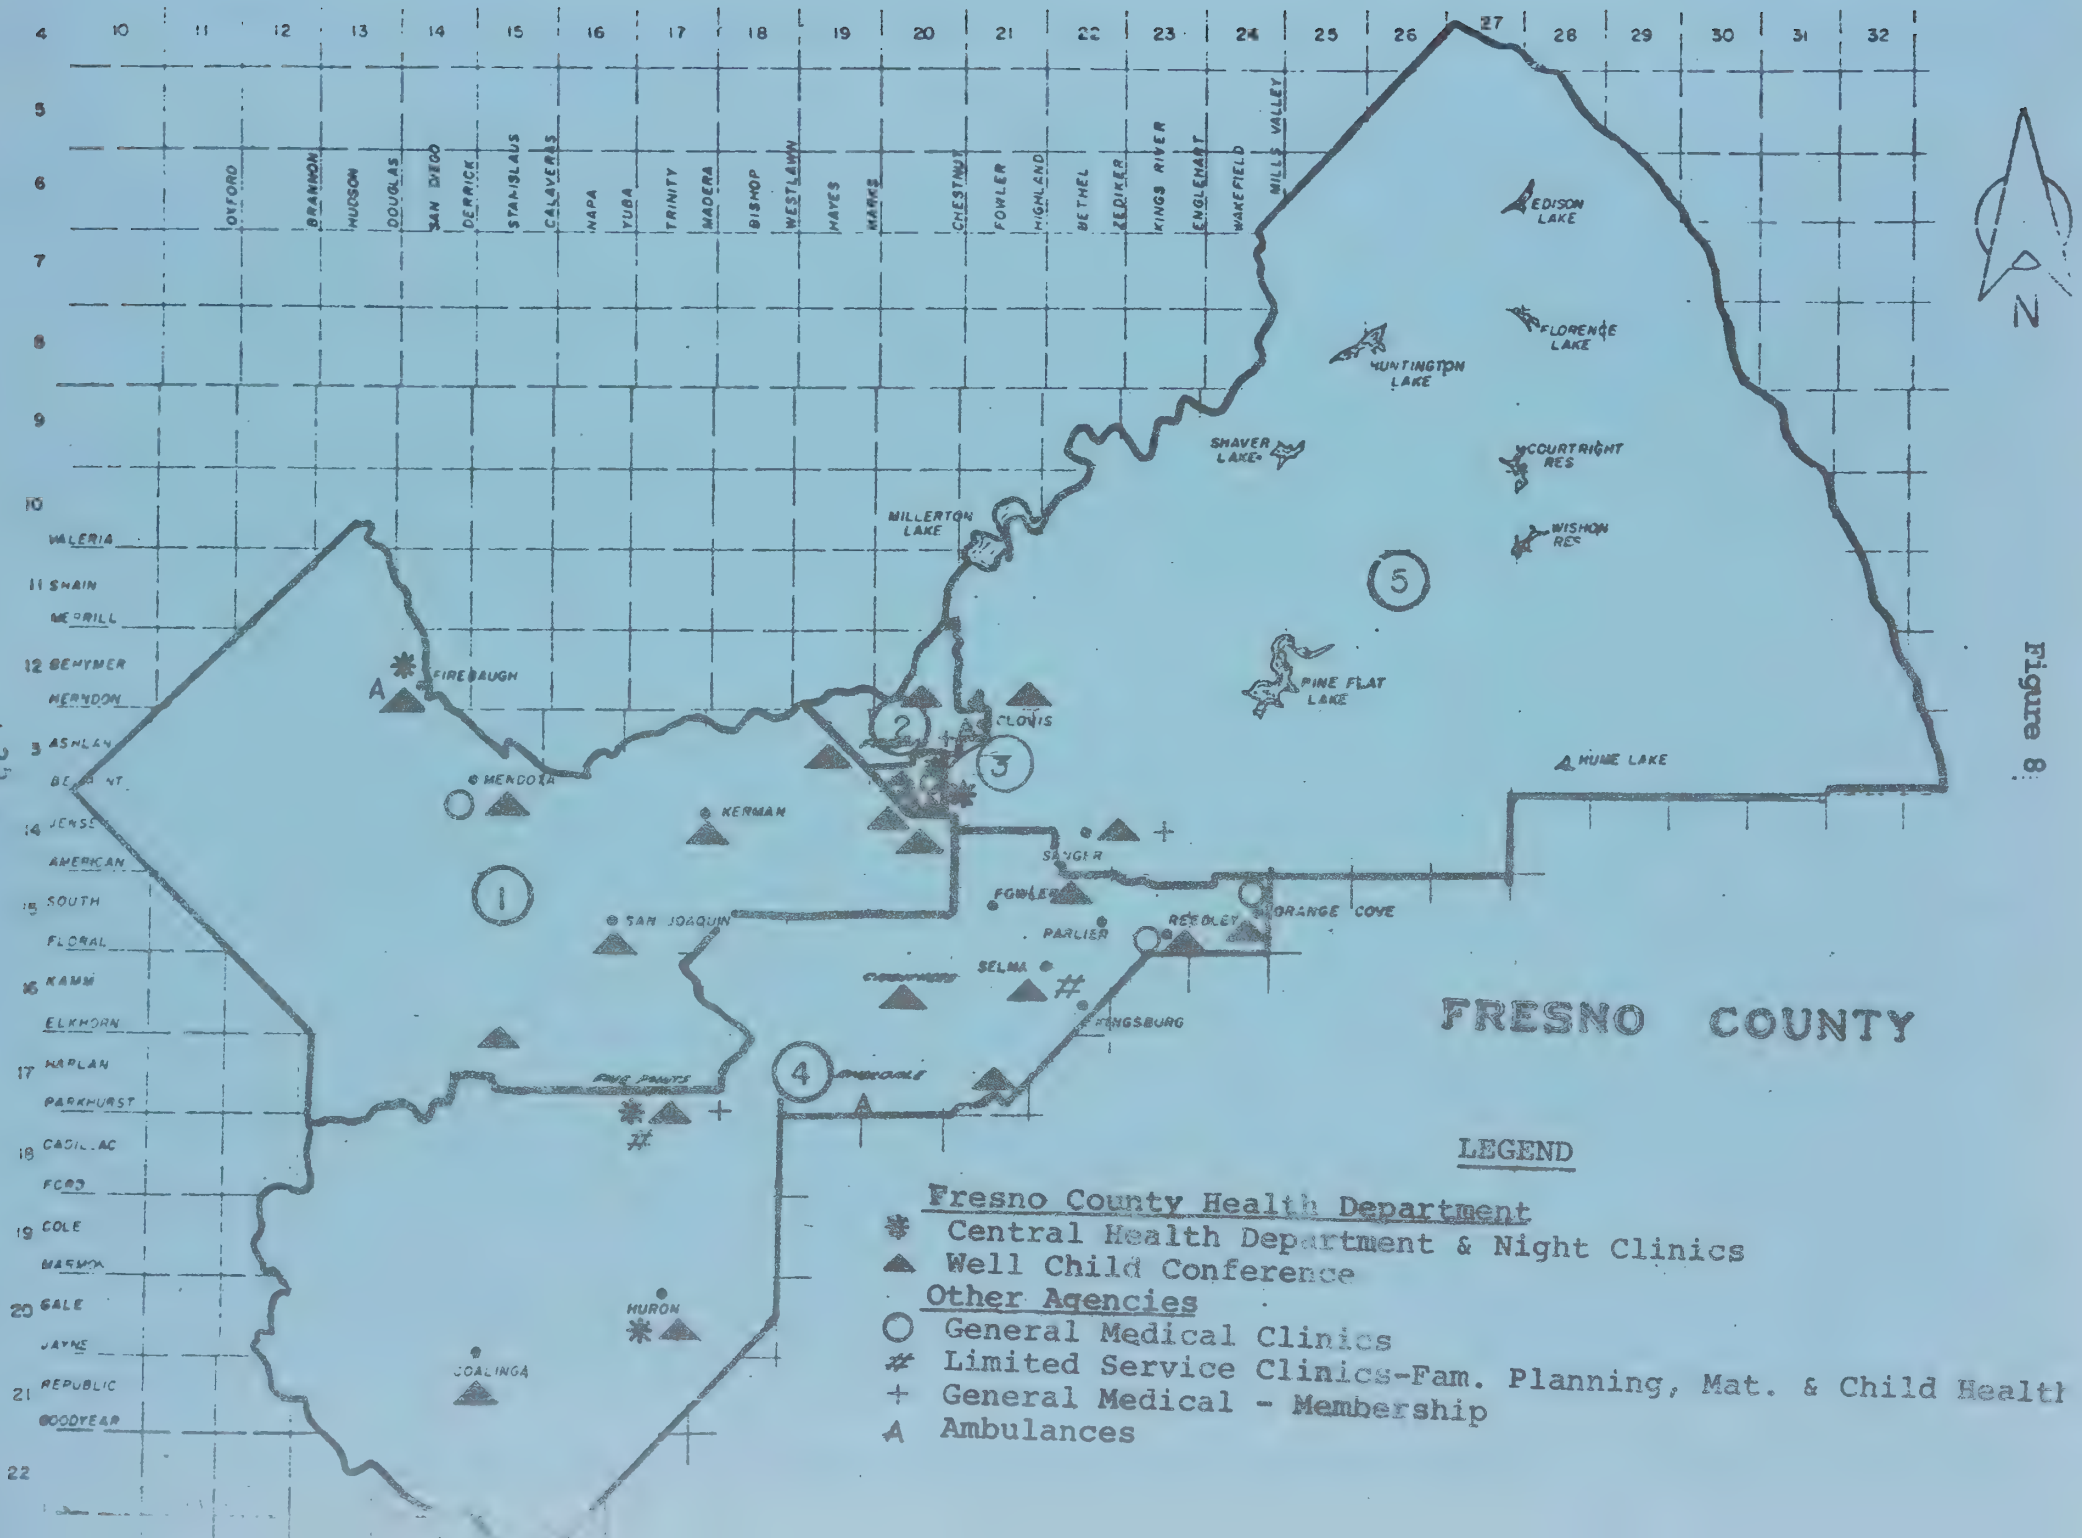 4 10 11 12 13 14 15 16 17 18 19 20 21 22 23 24 25 26 27 28 29 30 31 32
5
6
7
8
9
10
OXFORD
BRANNON
HUDSON
DOUGLAS
SAN DIEGO
DERRICK
STANISLAUS
CALAVERAS
NAPA
YUBA
TRINITY
MADERA
BISHOP
WESTLAWN
HAYES
MARKS
CHESTNUT
FOWLER
HIGHLAND
BETHEL
ZEDIKER
KINGS RIVER
ENGLEHART
WAKEFIELD
MILLS VALLEY
N
EDISON
LAKE
FLORENCE
LAKE
HUNTINGTON
LAKE
SHAVER
LAKE
COURTRIGHT
RES
WISHON
RES
MILLERTON
LAKE
5
PINE FLAT
LAKE
HUME LAKE
Figure 8
VALERIA
11 SHAIN
MERRILL
12 BEHYMER
HERNDON
ASHLAN
14
AMERICAN
15 SOUTH
FLORAL
16 KAMM
ELKHORN
17 HARLAN
PARKHURST
18 CADILLAC
FORD
19 COLE
20 GALE
JAYNE
21 REPUBLIC
GOODYEAR
22
FIREBAUGH
A
MENDOTA
KERMAN
2
CLOVIS
A
+
3
SANGER
+
1
SAN JOAQUIN
FOWLER
PARLIER
REEDLEY
ORANGE COVE
SELMA
#
KINGSBURG
4
A
FIVE POINTS
+
#
HURON
COALINGA
FRESNO COUNTY
LEGEND
Fresno County Health Department
Central Health Department & Night Clinics
Well Child Conference
Other Agencies
General Medical Clinics
# Limited Service Clinics-Fam. Planning, Mat. & Child Health
+ General Medical - Membership
A Ambulances